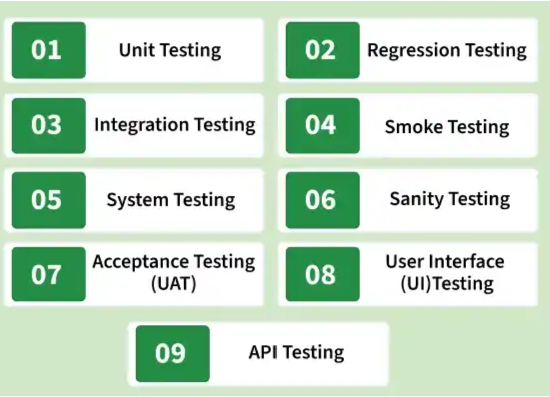 01 Unit Testing
02 Regression Testing
03 Integration Testing
04 Smoke Testing
05 System Testing
06 Sanity Testing
07 Acceptance Testing
(UAT)
08 User Interface
(UI)Testing
09 API Testing